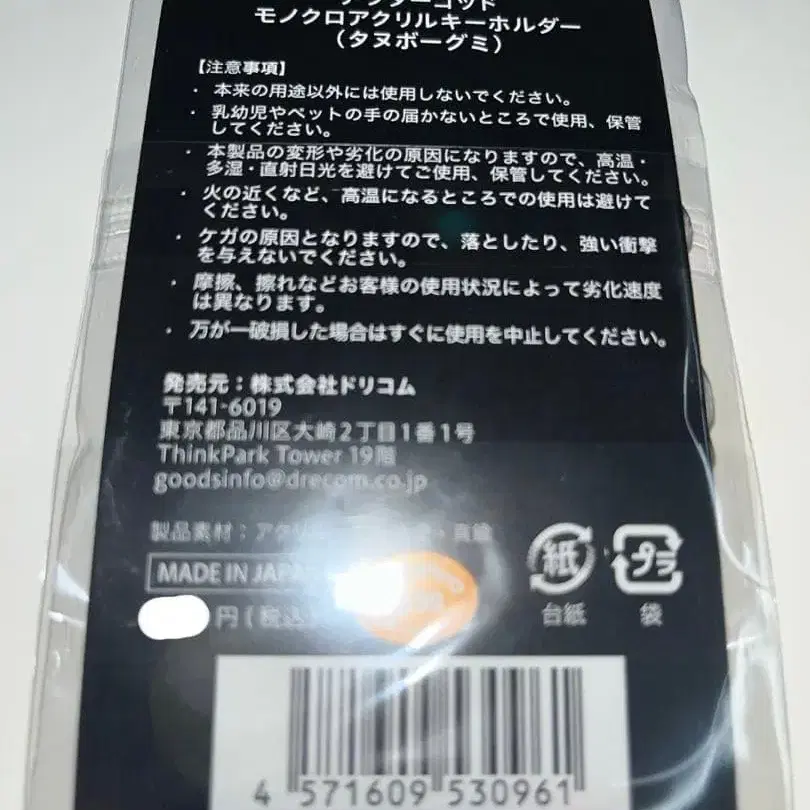 アフターゴッド
モノクロアクリルキーホルダー
（タヌボーグミ）
【注意事項】
・ 本来の用途以外には使用しないでください。
・ 乳幼児やペットの手の届かないところで使用、保管
してください。
・ 本製品の変形や劣化の原因になりますので、高温・
多湿・直射日光を避けてご使用、保管してください。
・ 火の近くなど、高温になるところでの使用は避けて
ください。
・ ケガの原因となりますので、落としたり、強い衝撃
を与えないでください。
・ 摩擦、擦れなどお客様の使用状況によって劣化速度
は異なります。
・ 万が一破損した場合はすぐに使用を中止してください。
発売元：株式会社ドリコム
〒141-6019
東京都品川区大崎2丁目1番1号
ThinkPark Tower 19階
goodsinfo@drecom.co.jp
製品素材：アクリ
MADE IN JAPAN
円(税込
紙
台紙
プラ
袋
4 571609 530961